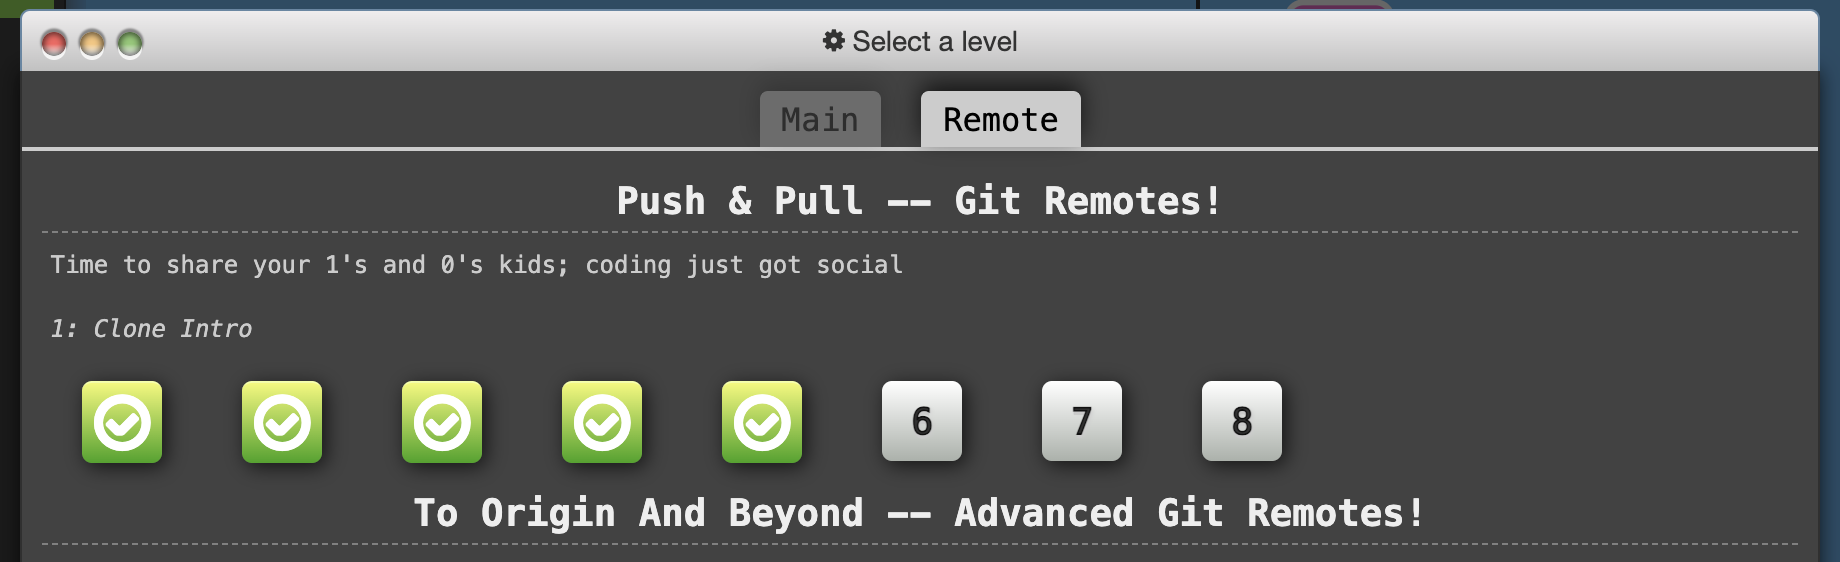 Select a level
Main Remote
Push & Pull -- Git Remotes!
Time to share your 1's and 0's kids; coding just got social
1: Clone Intro
6 7 8
To Origin And Beyond -- Advanced Git Remotes!